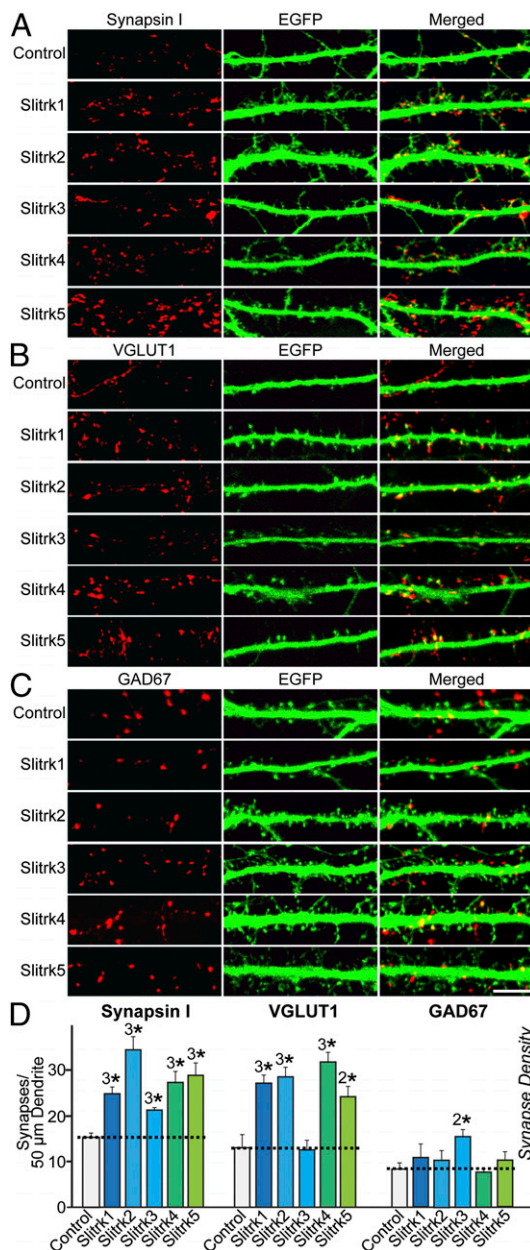 A
Synapsin I EGFP Merged
Control
Slitrk1
Slitrk2
Slitrk3
Slitrk4
Slitrk5
B
VGLUT1 EGFP Merged
Control
Slitrk1
Slitrk2
Slitrk3
Slitrk4
Slitrk5
C
GAD67 EGFP Merged
Control
Slitrk1
Slitrk2
Slitrk3
Slitrk4
Slitrk5
D
Synapsin I VGLUT1 GAD67
Synapses/
50 µm Dendrite
30
20
10
0
3* 3* 3* 3* 3*
3* 3* 3* 2*
2*
Synapse Density
Control Slitrk1 Slitrk2 Slitrk3 Slitrk4 Slitrk5
Control Slitrk1 Slitrk2 Slitrk3 Slitrk4 Slitrk5
Control Slitrk1 Slitrk2 Slitrk3 Slitrk4 Slitrk5